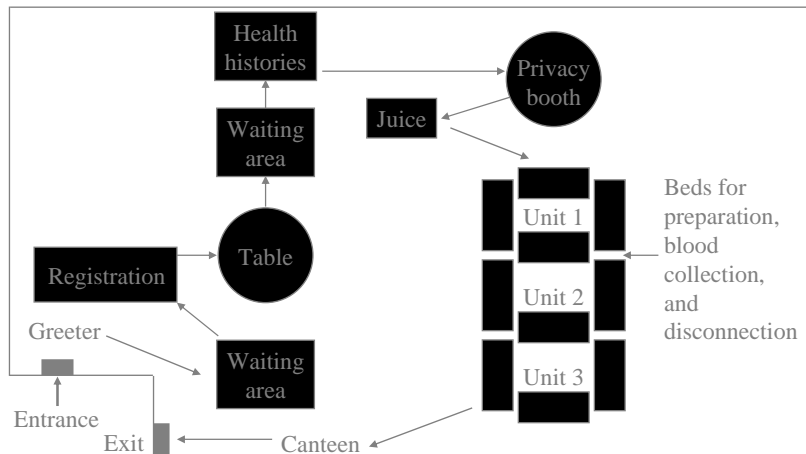 Health
histories
Privacy
booth
Juice
Waiting
area
Unit 1
Beds for
preparation,
blood
collection,
and
disconnection
Table
Registration
Unit 2
Greeter
Waiting
area
Unit 3
Entrance
Exit
Canteen